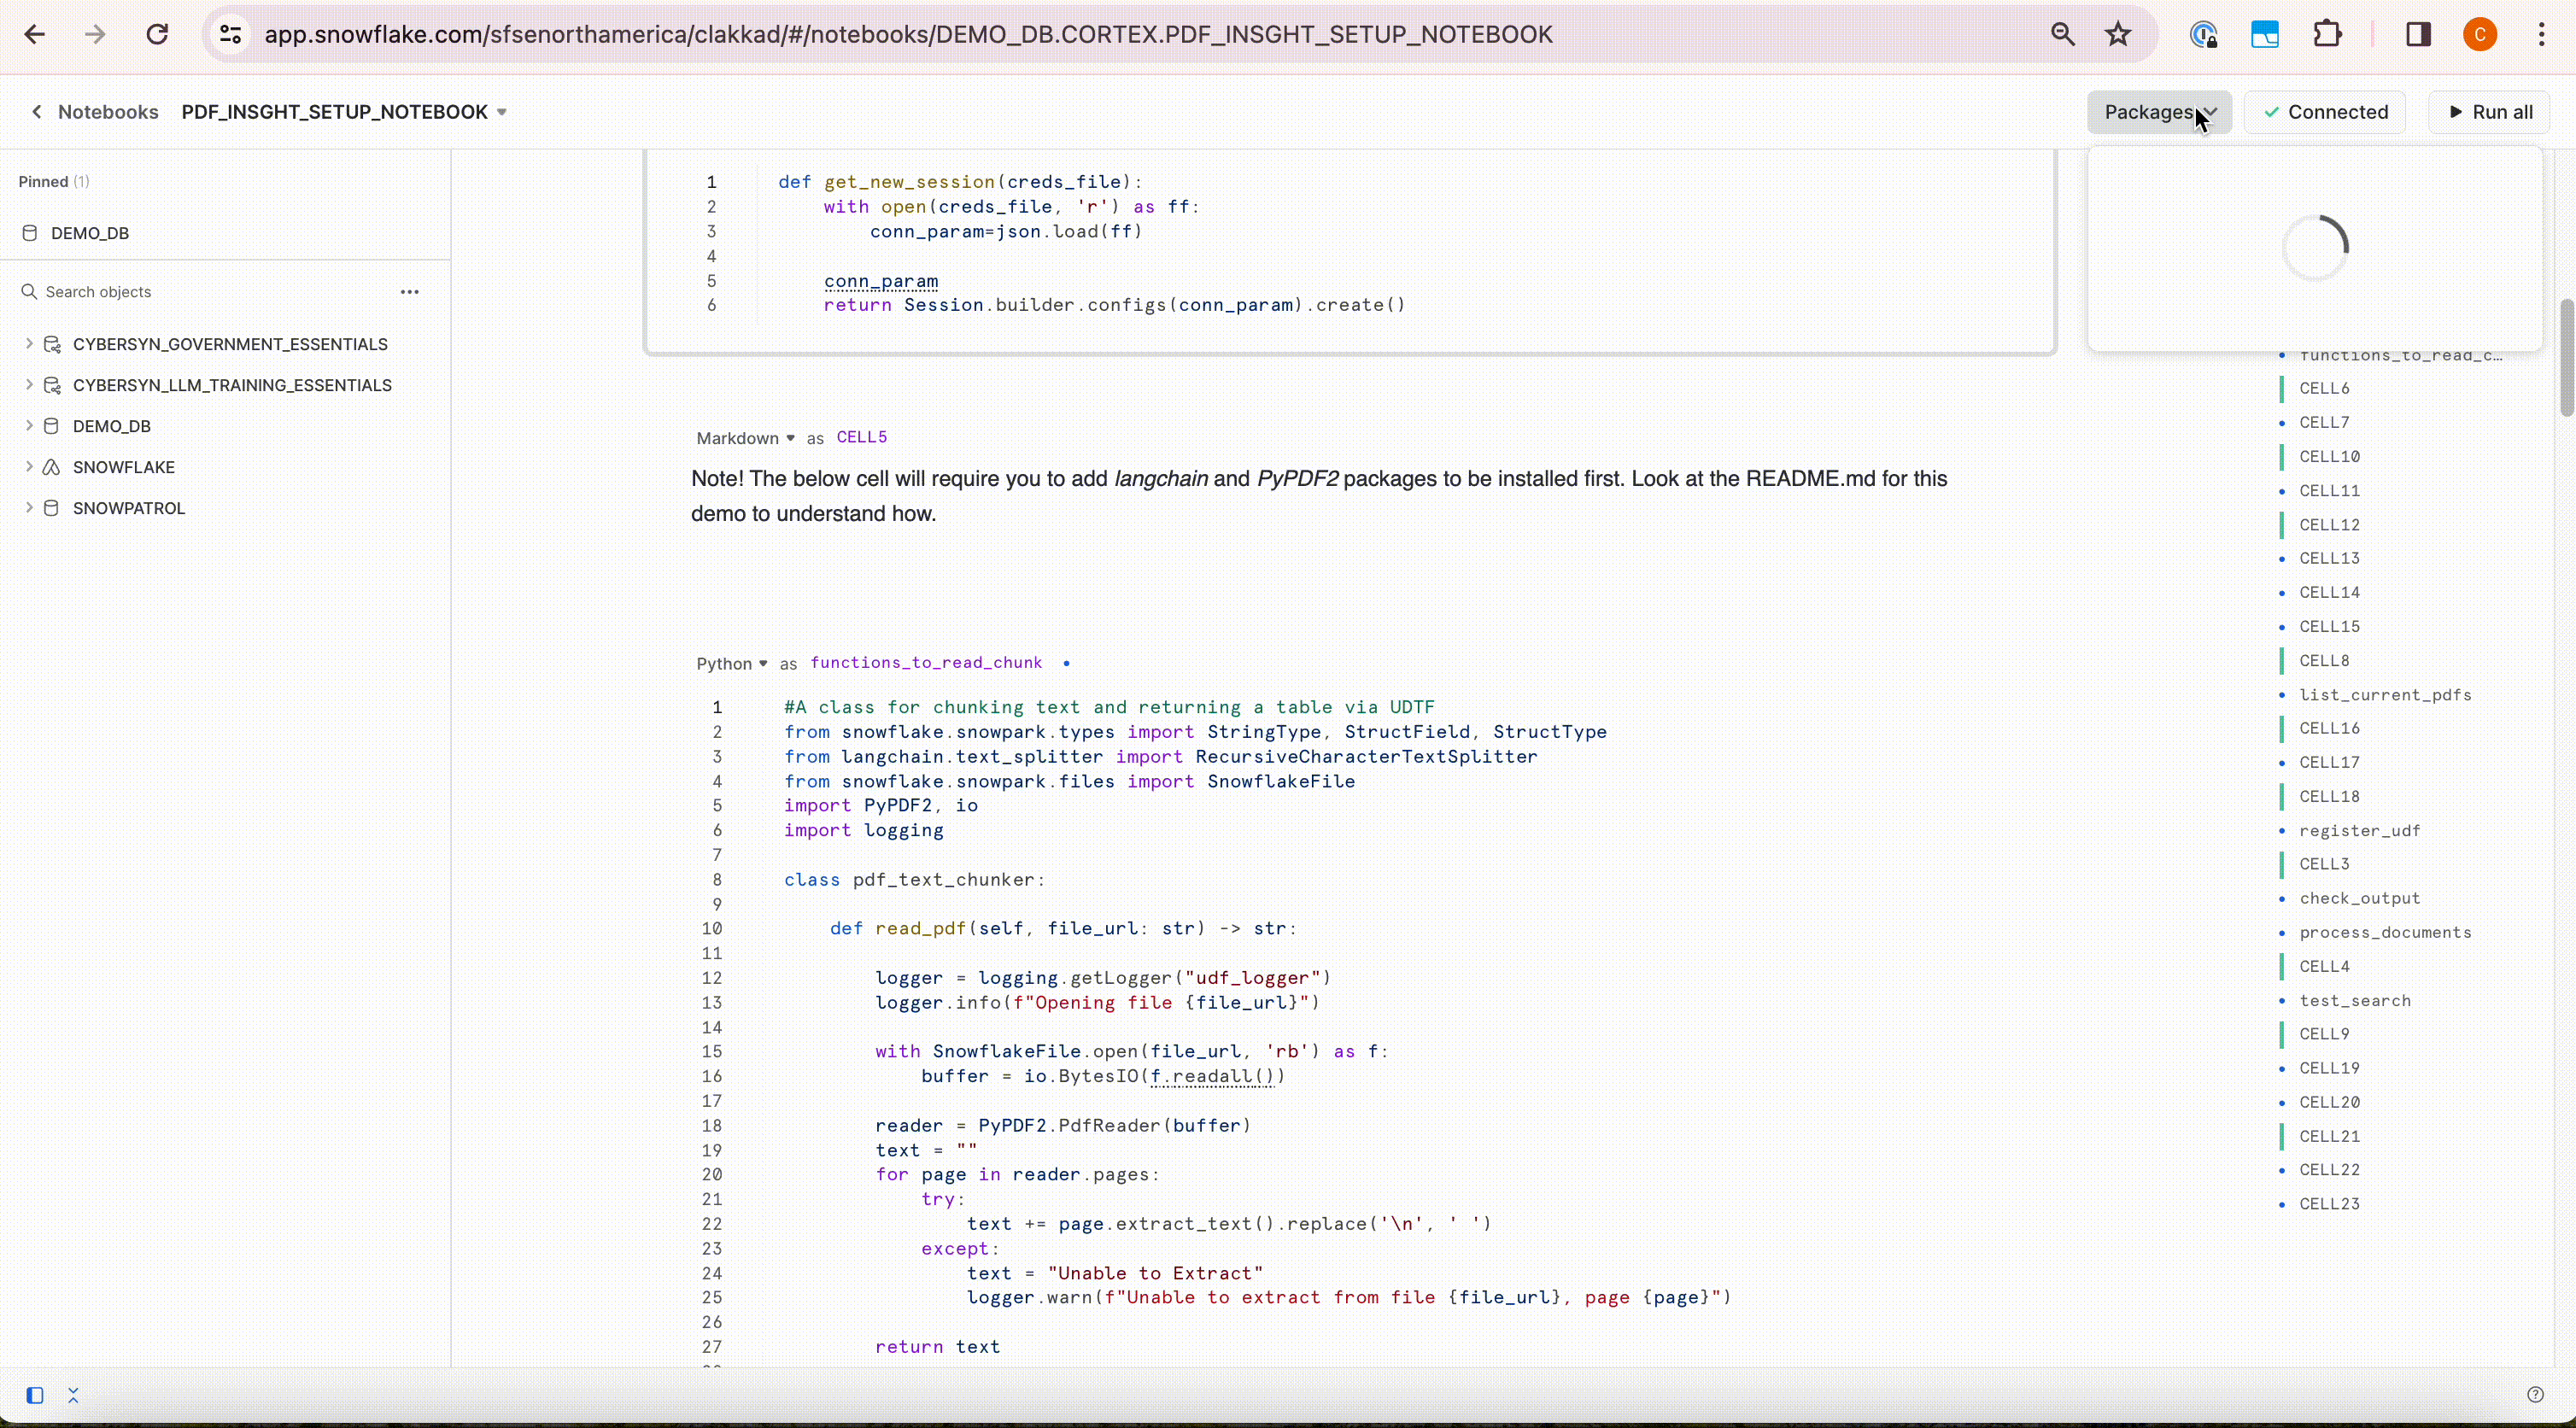 app.snowflake.com/sfsenorthamerica/clakkad/#/notebooks/DEMO_DB.CORTEX.PDF_INSGHT_SETUP_NOTEBOOK
C
Notebooks PDF_INSGHT_SETUP_NOTEBOOK
Packages
Connected
Run all
Pinned (1)
DEMO_DB
Search objects
CYBERSYN_GOVERNMENT_ESSENTIALS
CYBERSYN_LLM_TRAINING_ESSENTIALS
DEMO_DB
SNOWFLAKE
SNOWPATROL
1 def get_new_session(creds_file):
2 with open(creds_file, 'r') as ff:
3 conn_param=json.load(ff)
4
5 conn_param
6 return Session.builder.configs(conn_param).create()
Markdown as CELL5
Note! The below cell will require you to add langchain and PyPDF2 packages to be installed first. Look at the README.md for this
demo to understand how.
Python as functions_to_read_chunk
1 #A class for chunking text and returning a table via UDTF
2 from snowflake.snowpark.types import StringType, StructField, StructType
3 from langchain.text_splitter import RecursiveCharacterTextSplitter
4 from snowflake.snowpark.files import SnowflakeFile
5 import PyPDF2, io
6 import logging
7
8 class pdf_text_chunker:
9
10 def read_pdf(self, file_url: str) -> str:
11
12 logger = logging.getLogger("udf_logger")
13 logger.info(f"Opening file {file_url}")
14
15 with SnowflakeFile.open(file_url, 'rb') as f:
16 buffer = io.BytesIO(f.readall())
17
18 reader = PyPDF2.PdfReader(buffer)
19 text = ""
20 for page in reader.pages:
21 try:
22 text += page.extract_text().replace('\n', ' ')
23 except:
24 text = "Unable to Extract"
25 logger.warn(f"Unable to extract from file {file_url}, page {page}")
26
27 return text
functions_to_read_c…
CELL6
CELL7
CELL10
CELL11
CELL12
CELL13
CELL14
CELL15
CELL8
list_current_pdfs
CELL16
CELL17
CELL18
register_udf
CELL3
check_output
process_documents
CELL4
test_search
CELL9
CELL19
CELL20
CELL21
CELL22
CELL23